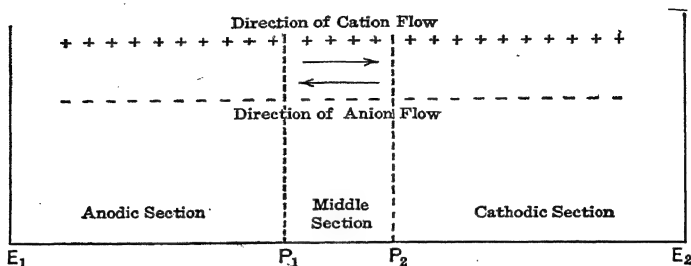 Direction of Cation Flow
+ + + + + + + + + + + + + + + + + + + + + + + + +
Direction of Anion Flow
Anodic Section
Middle
Section
Cathodic Section
E1 P1 P2 E2